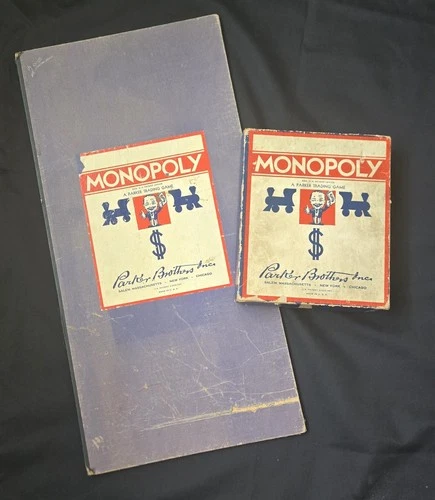 MONOPOLY
A PARKER TRADING GAME
$
Parker Brothers Inc.
SALEM, MASSACHUSETTS • NEW YORK • CHICAGO
MONOPOLY
A PARKER TRADING GAME
$
Parker Brothers Inc.
SALEM, MASSACHUSETTS • NEW YORK • CHICAGO